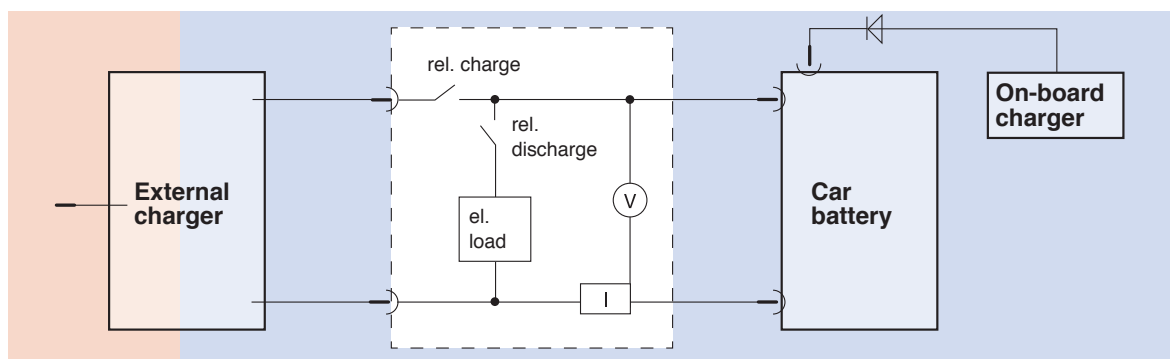 rel. charge
rel.
discharge
External
charger
el.
load
V
I
Car
battery
On-board
charger